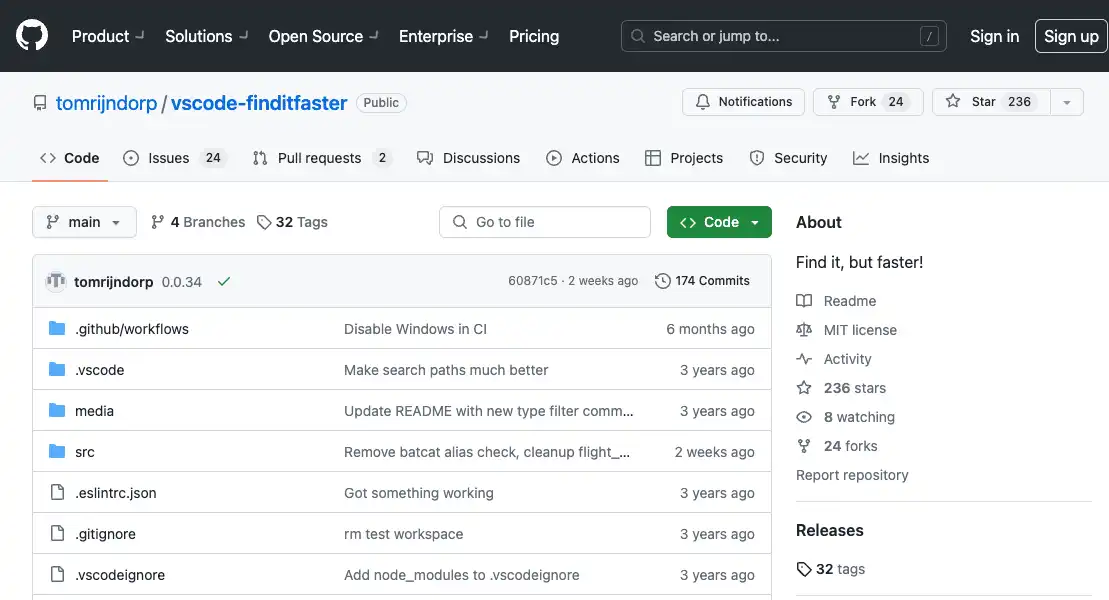 Product Solutions Open Source Enterprise Pricing Search or jump to... / Sign in Sign up
tomrijndorp / vscode-finditfaster Public Notifications Fork 24 Star 236
Code Issues 24 Pull requests 2 Discussions Actions Projects Security Insights
main 4 Branches 32 Tags Go to file Code
tomrijndorp 0.0.34 60871c5 · 2 weeks ago 174 Commits
.github/workflows Disable Windows in CI 6 months ago
.vscode Make search paths much better 3 years ago
media Update README with new type filter comm... 3 years ago
src Remove batcat alias check, cleanup flight_... 2 weeks ago
.eslintrc.json Got something working 3 years ago
.gitignore rm test workspace 3 years ago
.vscodeignore Add node_modules to .vscodeignore 3 years ago
About
Find it, but faster!
Readme
MIT license
Activity
236 stars
8 watching
24 forks
Report repository
Releases
32 tags